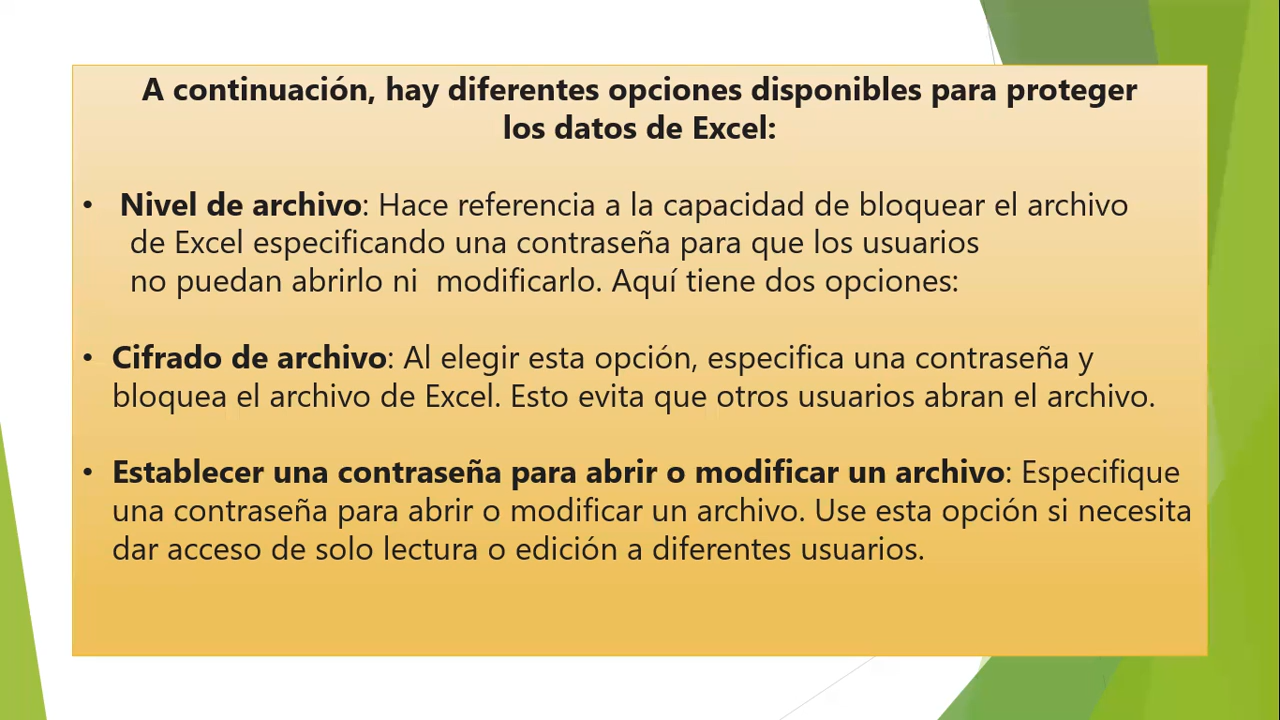 A continuación, hay diferentes opciones disponibles para proteger
los datos de Excel:
• Nivel de archivo: Hace referencia a la capacidad de bloquear el archivo
de Excel especificando una contraseña para que los usuarios
no puedan abrirlo ni  modificarlo. Aquí tiene dos opciones:
• Cifrado de archivo: Al elegir esta opción, especifica una contraseña y
bloquea el archivo de Excel. Esto evita que otros usuarios abran el archivo.
• Establecer una contraseña para abrir o modificar un archivo: Especifique
una contraseña para abrir o modificar un archivo. Use esta opción si necesita
dar acceso de solo lectura o edición a diferentes usuarios.